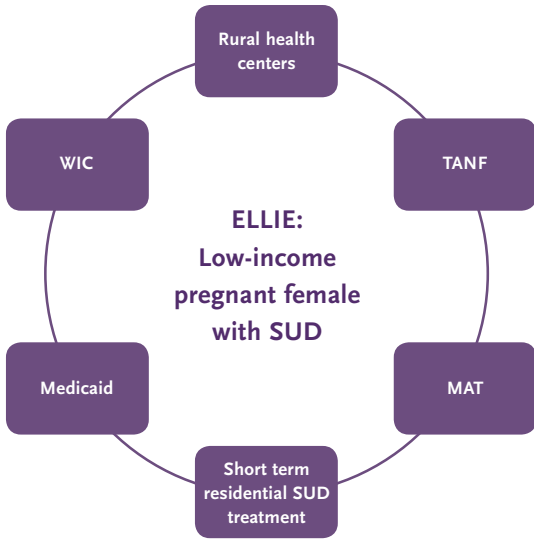 Rural health
centers
WIC
TANF
ELLIE:
Low-income
pregnant female
with SUD
Medicaid
MAT
Short term
residential SUD
treatment